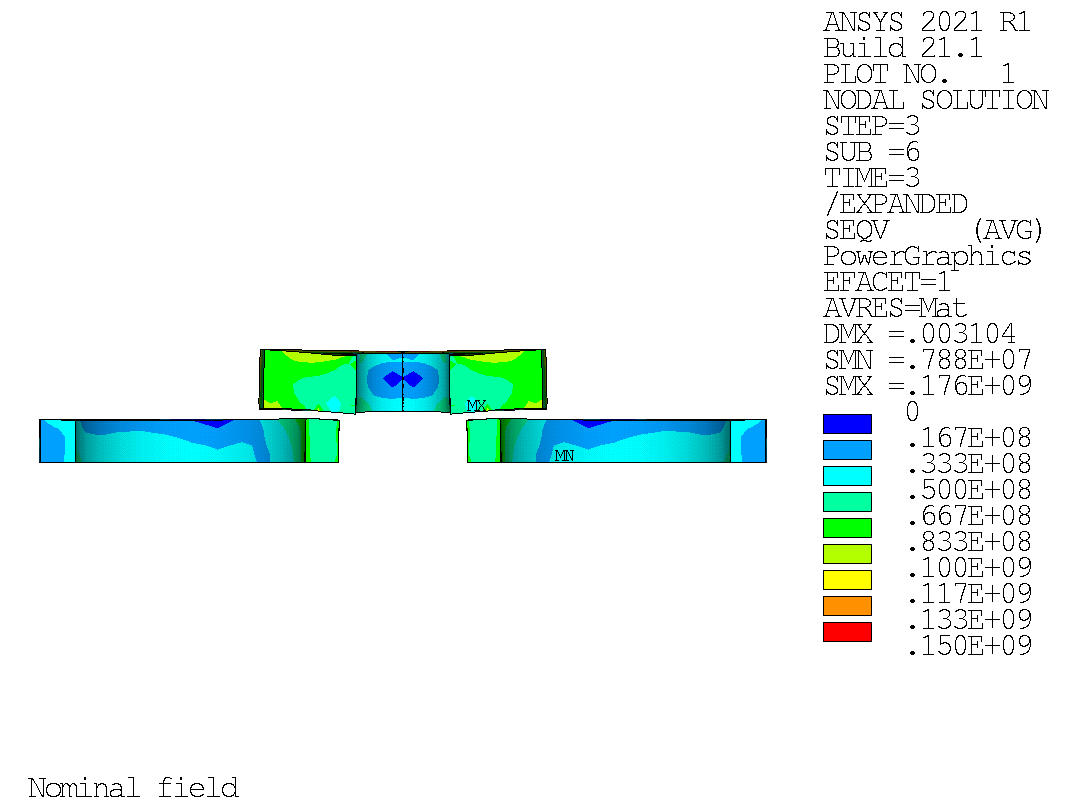 ANSYS 2021 R1
Build 21.1
PLOT NO.   1
NODAL SOLUTION
STEP=3
SUB =6
TIME=3
/EXPANDED
SEQV     (AVG)
PowerGraphics
EFACET=1
AVRES=Mat
DMX =.003104
SMN =.788E+07
SMX =.176E+09
0
.167E+08
.333E+08
.500E+08
.667E+08
.833E+08
.100E+09
.117E+09
.133E+09
.150E+09
MX
MN
Nominal field